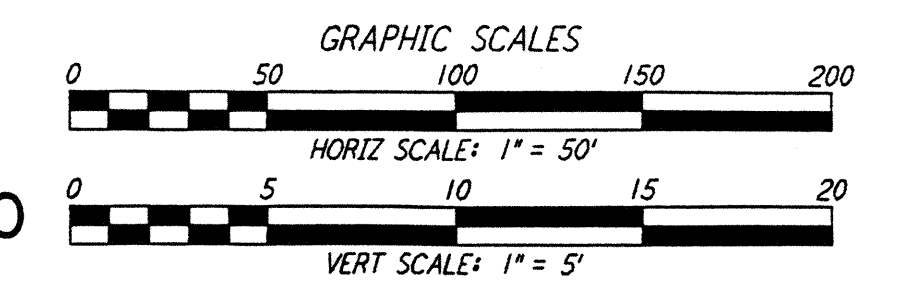 GRAPHIC SCALES
0 50 100 150 200
HORIZ SCALE: 1" = 50'
0 5 10 15 20
VERT SCALE: 1" = 5'